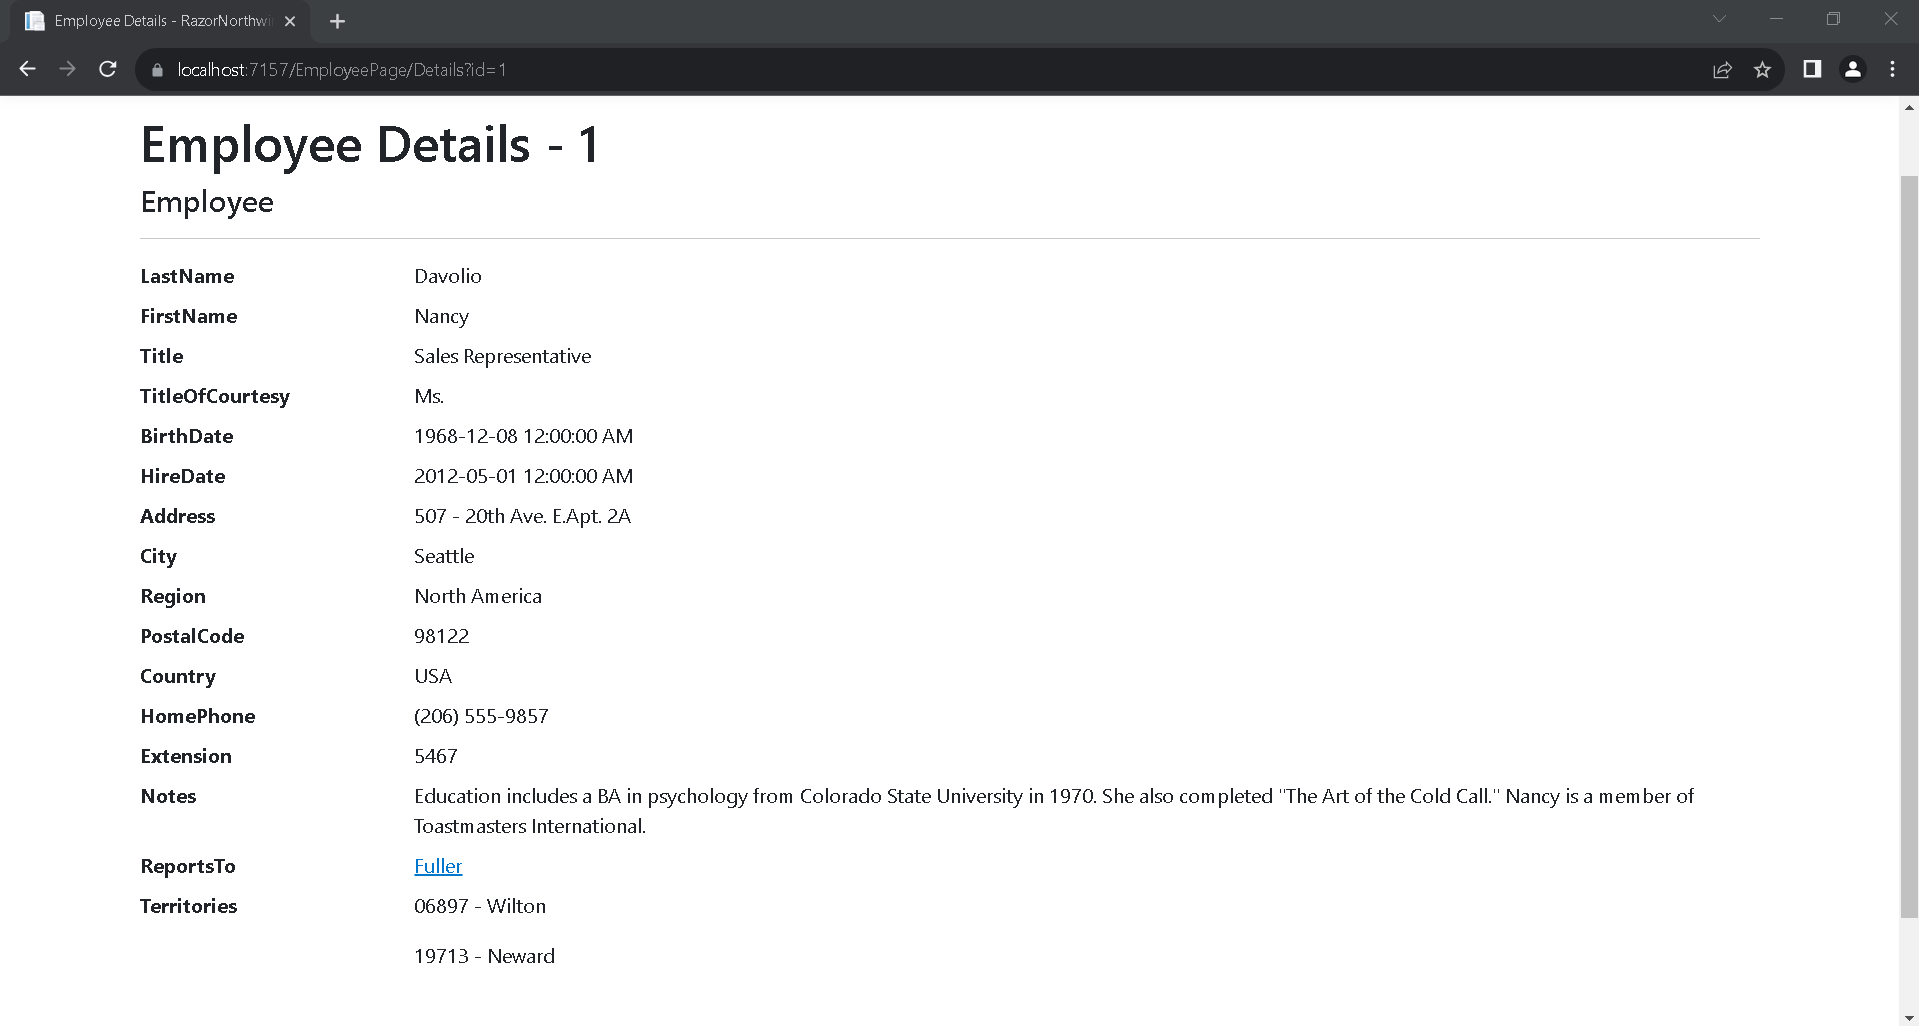 Employee Details - RazorNorthwi
localhost:7157/EmployeePage/Details?id=1
Employee Details - 1
Employee
LastName Davolio
FirstName Nancy
Title Sales Representative
TitleOfCourtesy Ms.
BirthDate 1968-12-08 12:00:00 AM
HireDate 2012-05-01 12:00:00 AM
Address 507 - 20th Ave. E.Apt. 2A
City Seattle
Region North America
PostalCode 98122
Country USA
HomePhone (206) 555-9857
Extension 5467
Notes Education includes a BA in psychology from Colorado State University in 1970. She also completed "The Art of the Cold Call." Nancy is a member of
Toastmasters International.
ReportsTo Fuller
Territories 06897 - Wilton
19713 - Neward